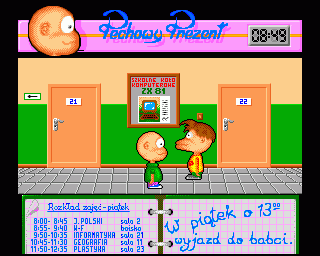 Pechowy Prezent
08:49
SZKOLNE KOŁO
KOMPUTEROWE
ZX 81
21
22
Rozkład zajęć-piątek
8:00- 8:45 J.POLSKI sala 2
8:55- 9:40 W-F boisko
9:50-10:35 INFORMATYKA sala 21
10:45-11:30 GEOGRAFIA sala 11
11:50-12:35 PLASTYKA sala 23
W piątek o 13⁰⁰
wyjazd do babci.